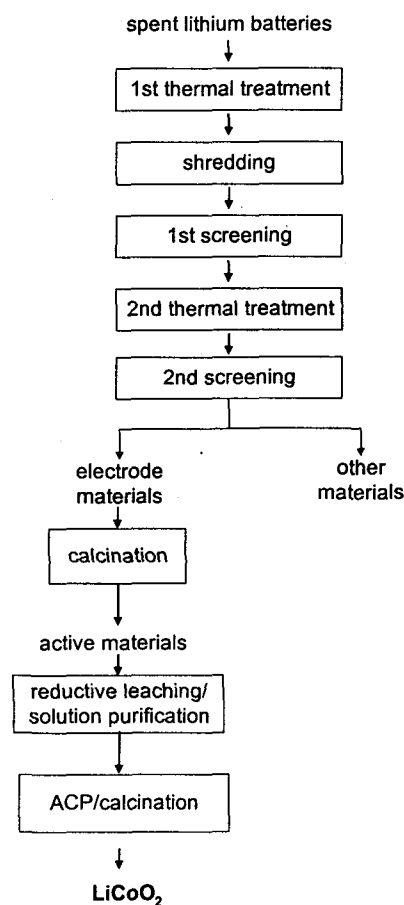 spent lithium batteries
1st thermal treatment
shredding
1st screening
2nd thermal treatment
2nd screening
electrode
materials
other
materials
calcination
active materials
reductive leaching/
solution purification
ACP/calcination
LiCoO₂